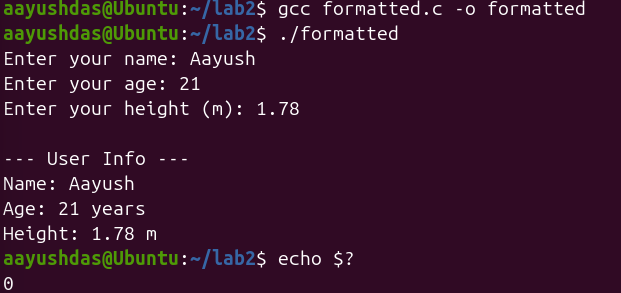 aayushdas@Ubuntu:~/lab2$ gcc formatted.c -o formatted
aayushdas@Ubuntu:~/lab2$ ./formatted
Enter your name: Aayush
Enter your age: 21
Enter your height (m): 1.78

--- User Info ---
Name: Aayush
Age: 21 years
Height: 1.78 m
aayushdas@Ubuntu:~/lab2$ echo $?
0